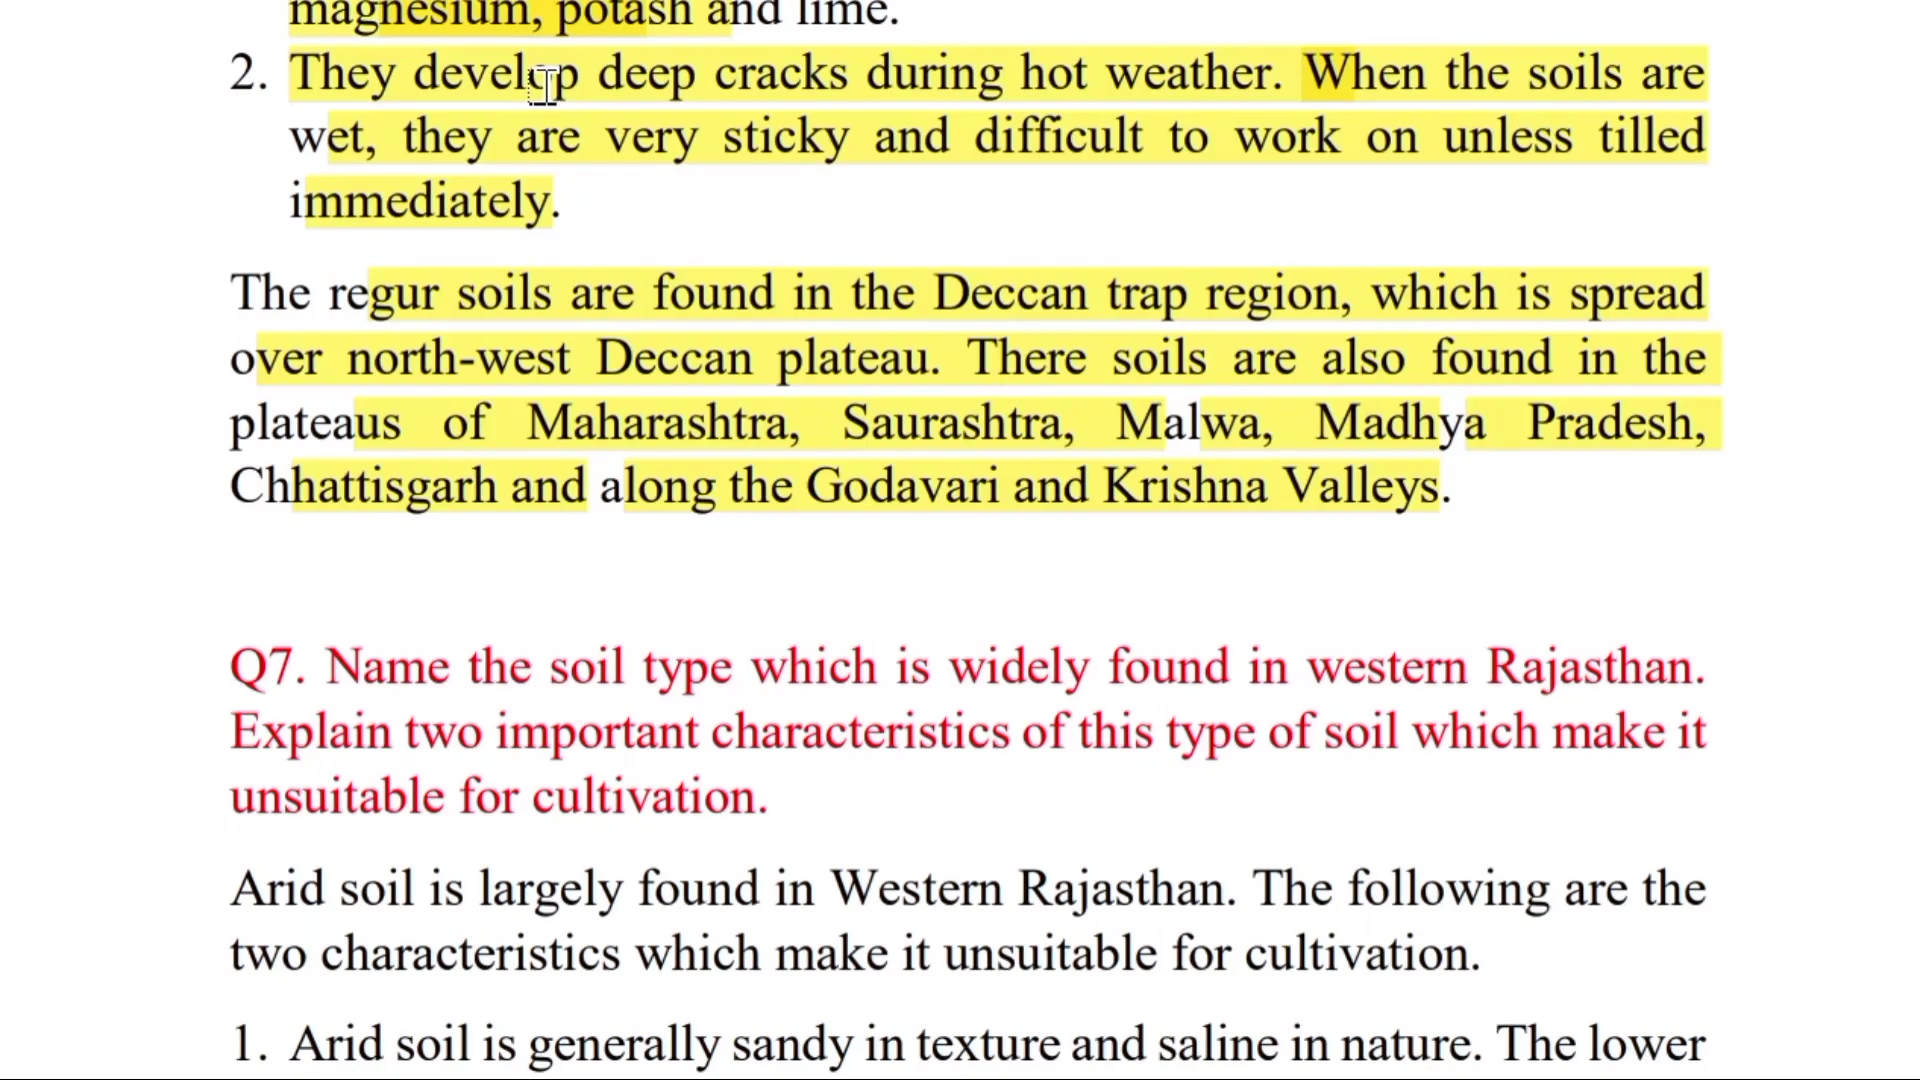 magnesium, potash and lime.
2. They develop deep cracks during hot weather. When the soils are
wet, they are very sticky and difficult to work on unless tilled
immediately.
The regur soils are found in the Deccan trap region, which is spread
over north-west Deccan plateau. There soils are also found in the
plateaus of Maharashtra, Saurashtra, Malwa, Madhya Pradesh,
Chhattisgarh and along the Godavari and Krishna Valleys.
Q7. Name the soil type which is widely found in western Rajasthan.
Explain two important characteristics of this type of soil which make it
unsuitable for cultivation.
Arid soil is largely found in Western Rajasthan. The following are the
two characteristics which make it unsuitable for cultivation.
1. Arid soil is generally sandy in texture and saline in nature. The lower